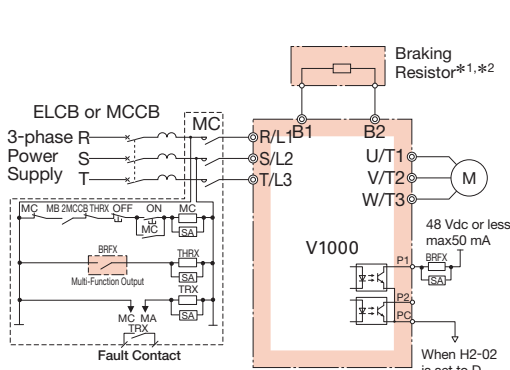 Braking
Resistor*1,*2
ELCB or MCCB
MC
B1
B2
3-phase R
Power S
Supply T
R/L1
S/L2
T/L3
U/T1
V/T2
W/T3
M
MC MB 2MCCB THRX OFF ON MC
MC
SA
BRFX
THRX
Multi-Function Output
SA
TRX
SA
MC MA
TRX
Fault Contact
V1000
48 Vdc or less
max50 mA
P1
BRFX
SA
P2
PC
When H2-02
is set to D